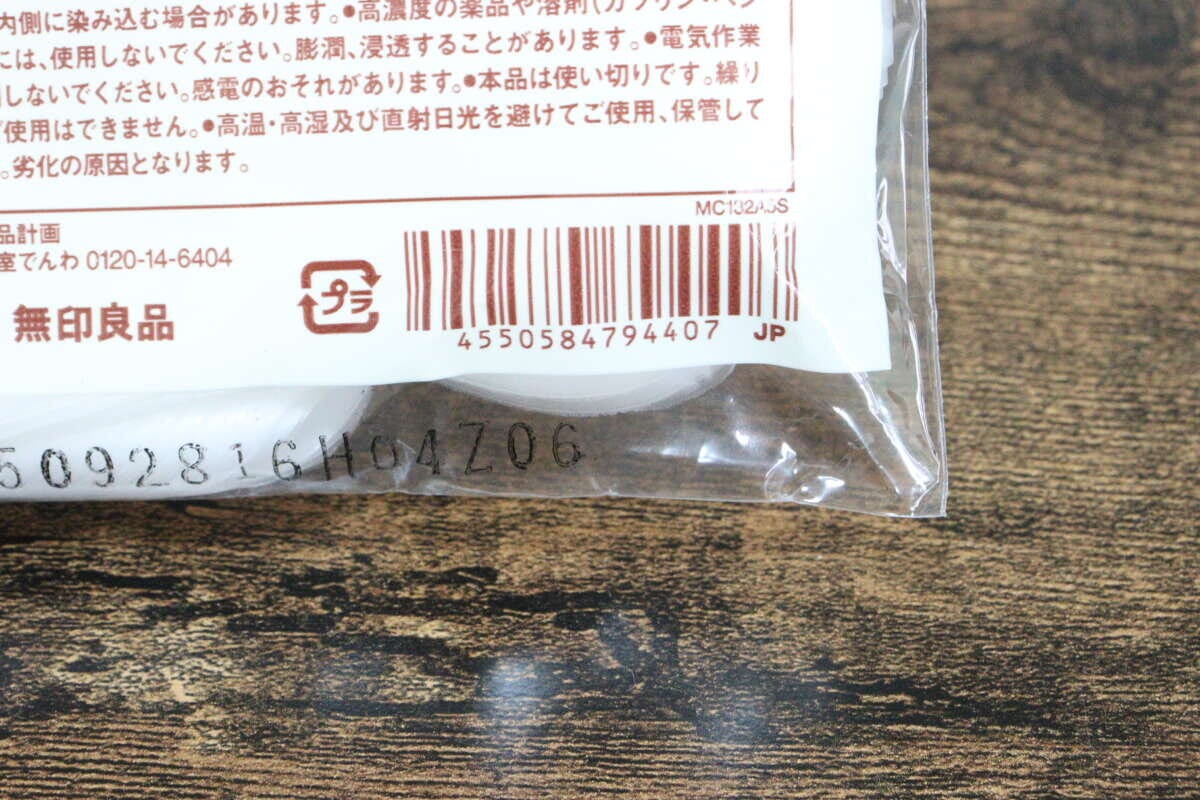 内側に染み込む場合があります。●高濃度の薬品や溶剤(ガソリン・ベン
には、使用しないでください。膨潤、浸透することがあります。●電気作業
しないでください。感電のおそれがあります。●本品は使い切りです。繰り
ご使用はできません。●高温・高湿及び直射日光を避けてご使用、保管して
。劣化の原因となります。
MC132A5S
品計画
室でんわ 0120-14-6404
プラ
無印良品
4550584794407 JP
5092816H04Z06